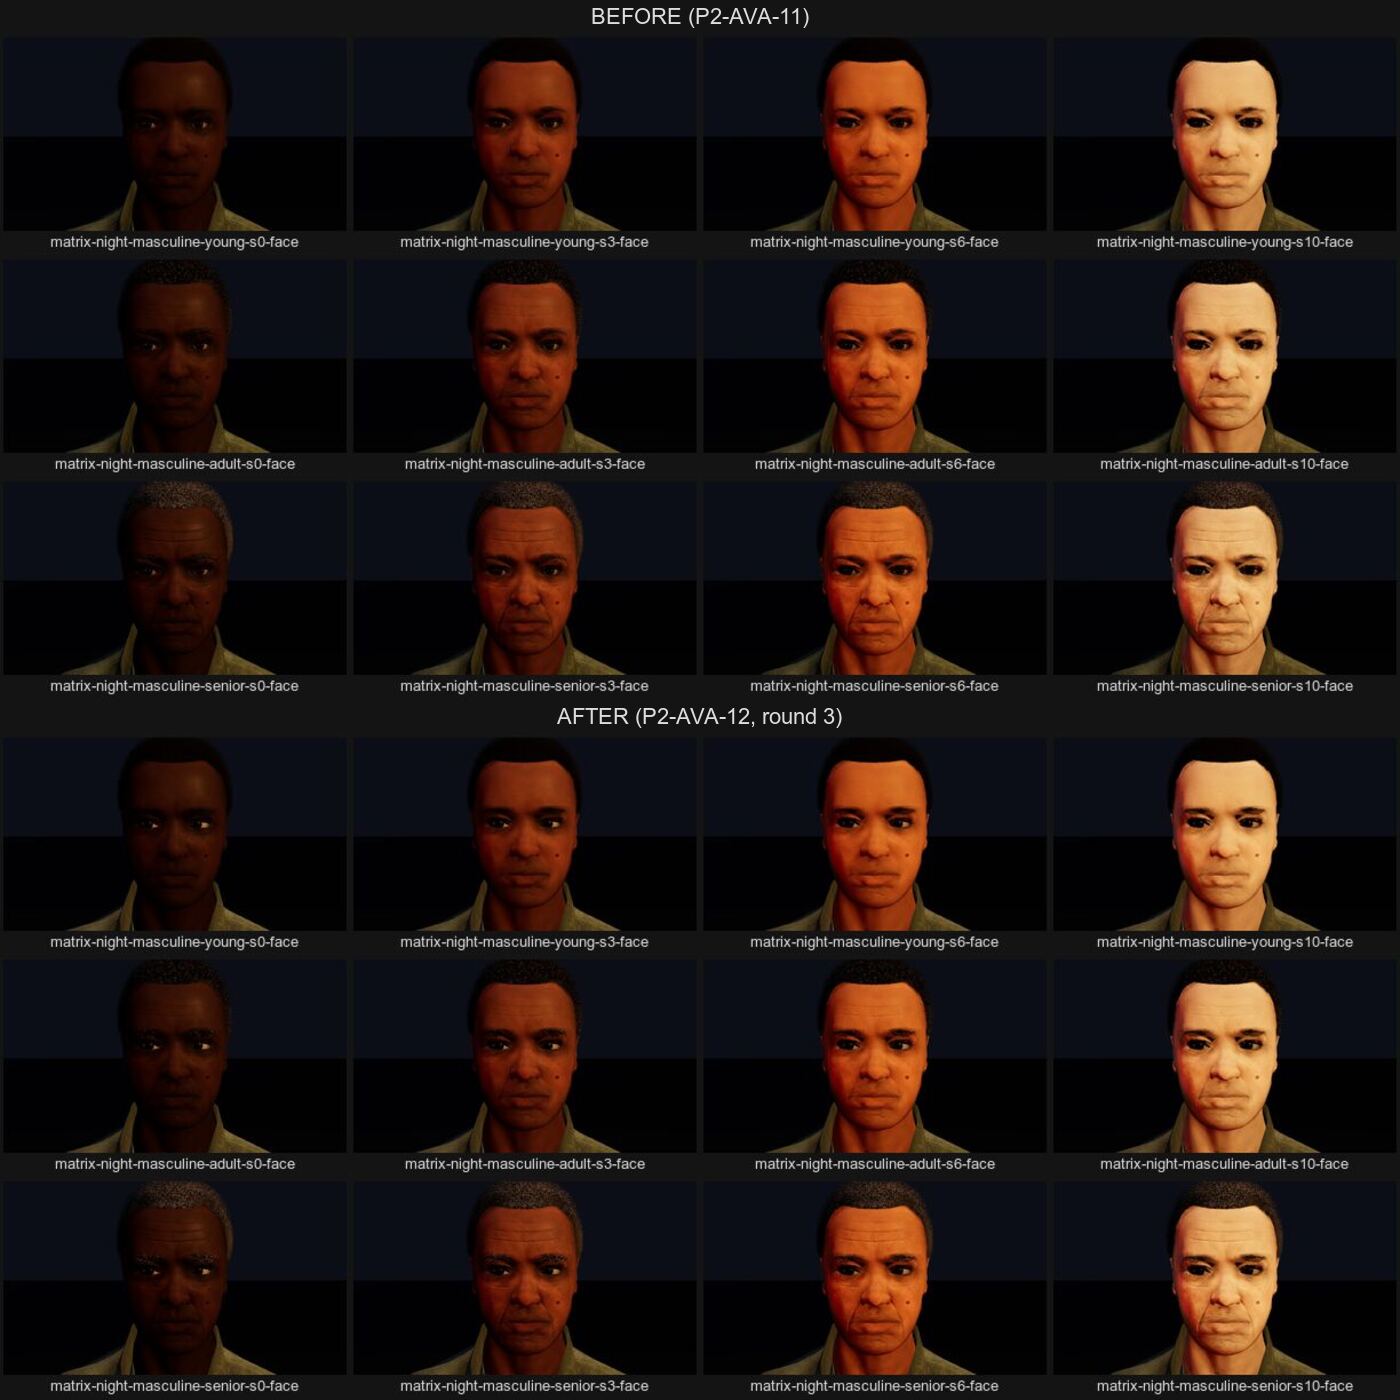 BEFORE (P2-AVA-11)
matrix-night-masculine-young-s0-face
matrix-night-masculine-young-s3-face
matrix-night-masculine-young-s6-face
matrix-night-masculine-young-s10-face
matrix-night-masculine-adult-s0-face
matrix-night-masculine-adult-s3-face
matrix-night-masculine-adult-s6-face
matrix-night-masculine-adult-s10-face
matrix-night-masculine-senior-s0-face
matrix-night-masculine-senior-s3-face
matrix-night-masculine-senior-s6-face
matrix-night-masculine-senior-s10-face
AFTER (P2-AVA-12, round 3)
matrix-night-masculine-young-s0-face
matrix-night-masculine-young-s3-face
matrix-night-masculine-young-s6-face
matrix-night-masculine-young-s10-face
matrix-night-masculine-adult-s0-face
matrix-night-masculine-adult-s3-face
matrix-night-masculine-adult-s6-face
matrix-night-masculine-adult-s10-face
matrix-night-masculine-senior-s0-face
matrix-night-masculine-senior-s3-face
matrix-night-masculine-senior-s6-face
matrix-night-masculine-senior-s10-face